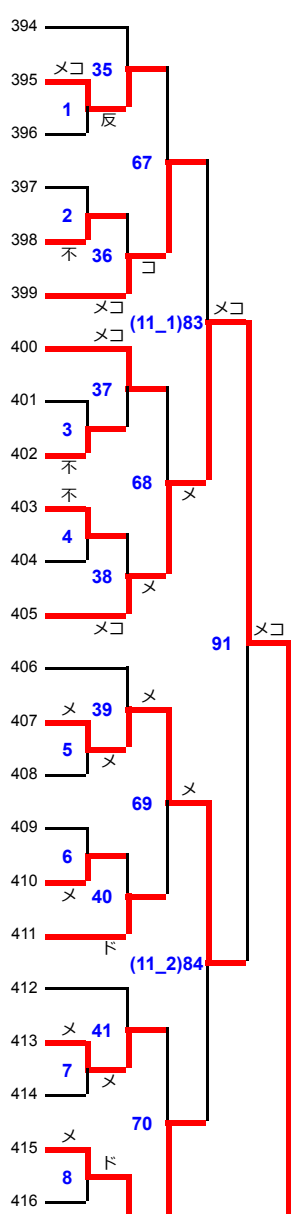 394
メコ 35
395
1 反
396
67
397
2
398
不 36 コ
399
メコ
(11_1)83 メコ
メコ
400
37
401
3
402
不
不 68 メ
403
4
404
38 メ
405
メコ
91 メコ
406
メ 39 メ
407
5 メ
408
メ
69
409
6
410
メ 40
411
ド
(11_2)84
412
メ 41
413
7 メ
414
70
メ
415
ド
8
416